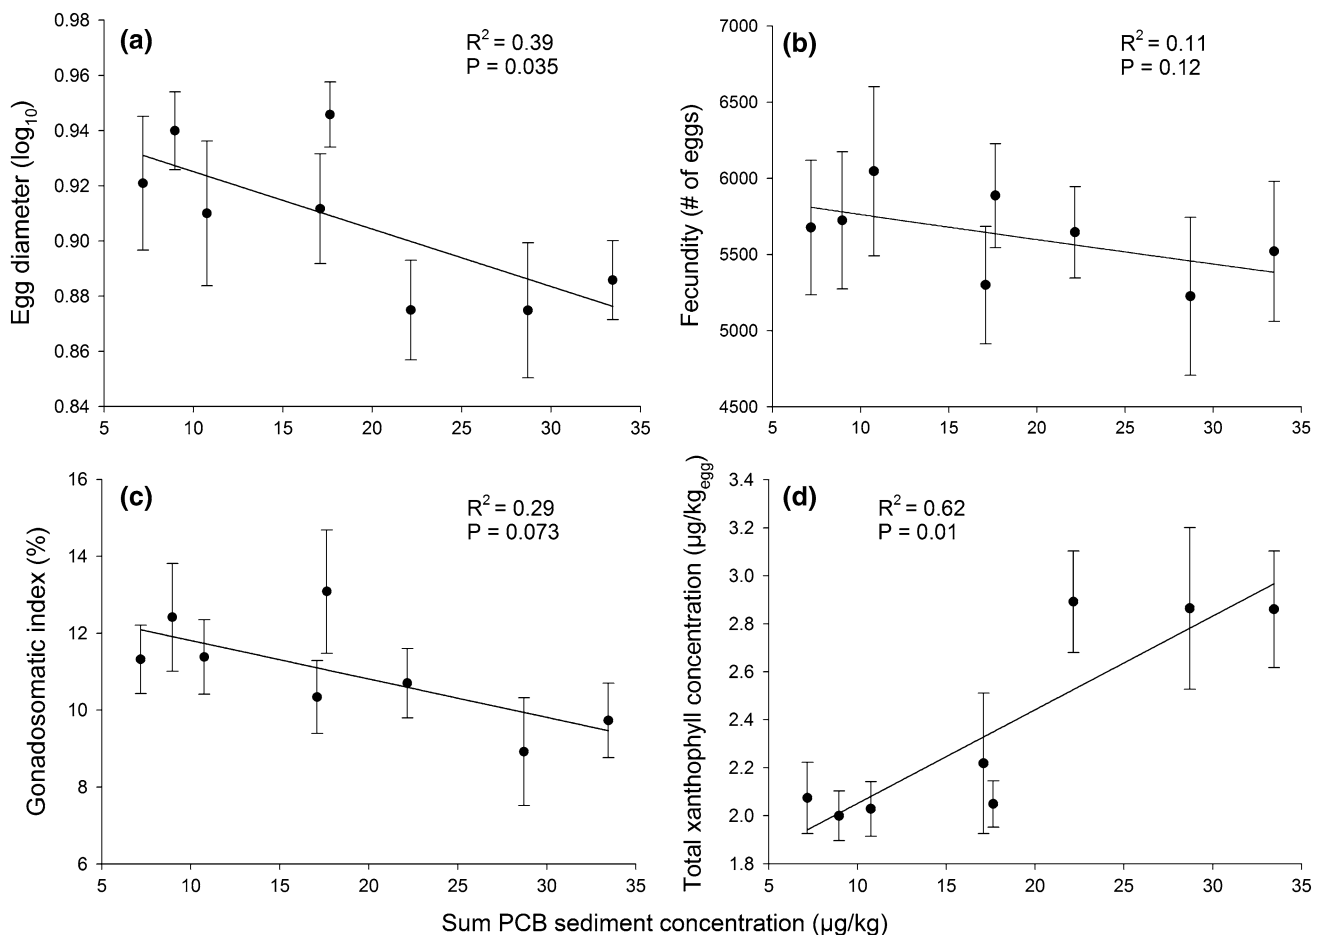 (a)
R² = 0.39
P = 0.035
Egg diameter (log₁₀)
0.98
0.96
0.94
0.92
0.90
0.88
0.86
0.84
5 10 15 20 25 30 35
(b)
R² = 0.11
P = 0.12
Fecundity (# of eggs)
7000
6500
6000
5500
5000
4500
5 10 15 20 25 30 35
(c)
R² = 0.29
P = 0.073
Gonadosomatic index (%)
16
14
12
10
8
6
5 10 15 20 25 30 35
(d)
R² = 0.62
P = 0.01
Total xanthophyll concentration (µg/kg_egg)
3.4
3.2
3.0
2.8
2.6
2.4
2.2
2.0
1.8
5 10 15 20 25 30 35
Sum PCB sediment concentration (µg/kg)